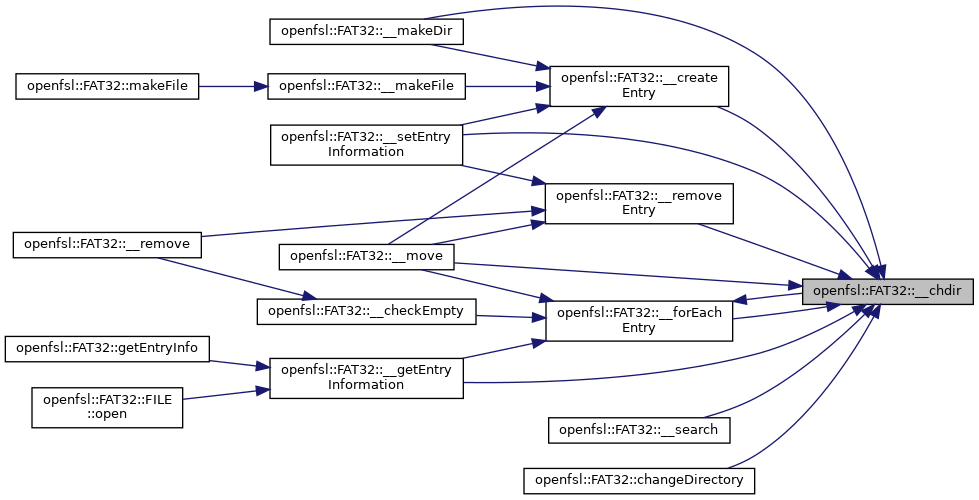 openfsl::FAT32::__makeDir
openfsl::FAT32::__create
Entry
openfsl::FAT32::makeFile
openfsl::FAT32::__makeFile
openfsl::FAT32::__setEntry
Information
openfsl::FAT32::__remove
Entry
openfsl::FAT32::__remove
openfsl::FAT32::__move
openfsl::FAT32::__chdir
openfsl::FAT32::__checkEmpty
openfsl::FAT32::__forEach
Entry
openfsl::FAT32::getEntryInfo
openfsl::FAT32::__getEntry
Information
openfsl::FAT32::FILE
::open
openfsl::FAT32::__search
openfsl::FAT32::changeDirectory